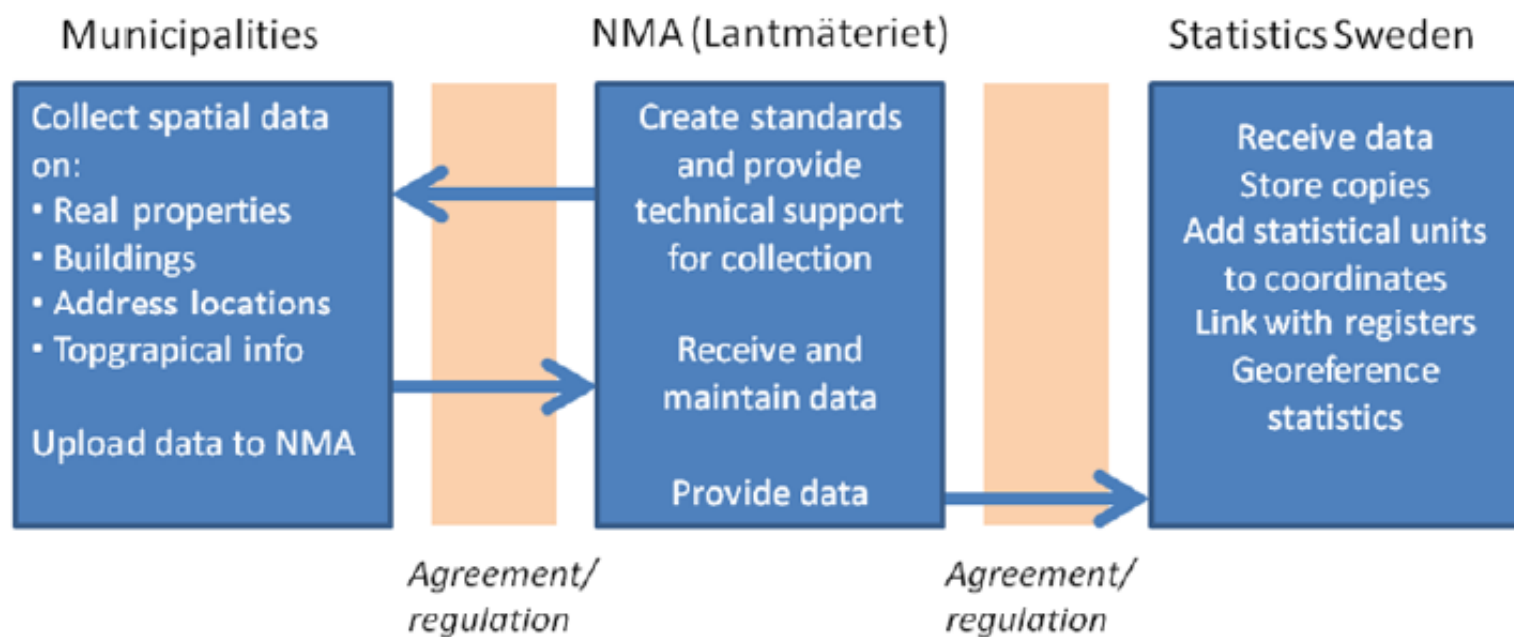 Municipalities
NMA (Lantmäteriet)
Statistics Sweden
Collect spatial data
on:
• Real properties
• Buildings
• Address locations
• Topgrapical info
Upload data to NMA
Create standards
and provide
technical support
for collection
Receive and
maintain data
Provide data
Receive data
Store copies
Add statistical units
to coordinates
Link with registers
Georeference
statistics
Agreement/
regulation
Agreement/
regulation